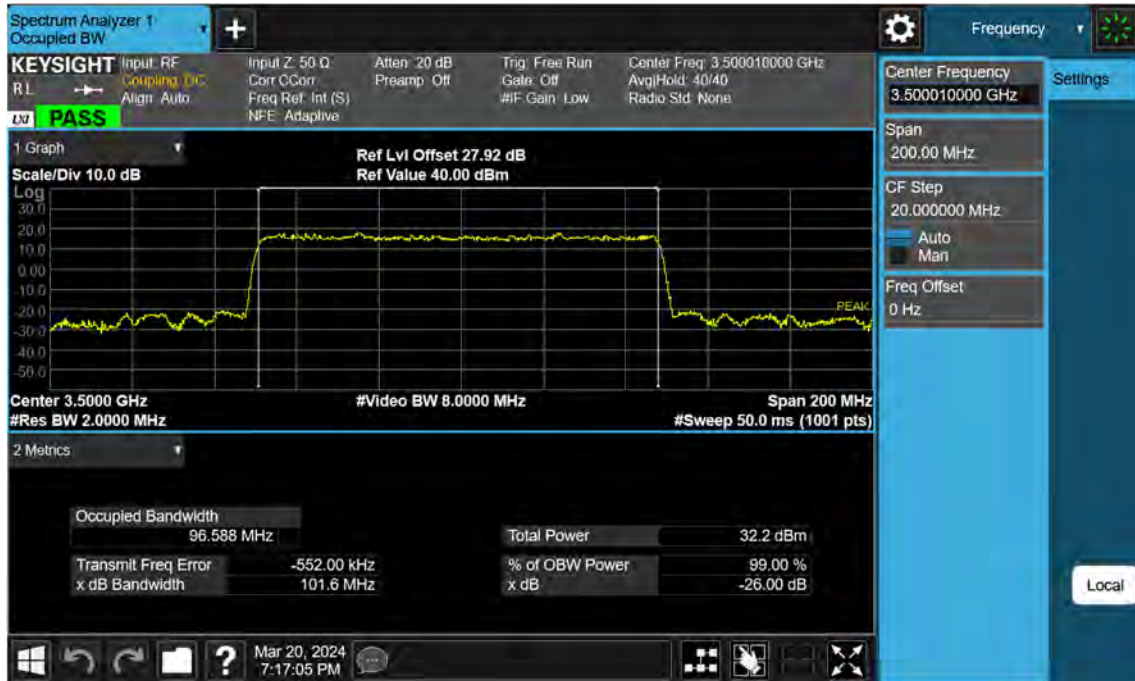 Spectrum Analyzer 1
Occupied BW
+
Frequency
KEYSIGHT
RL
LXI PASS
Input: RF
Coupling: DC
Align: Auto
Input Z: 50 Ω
Corr CCorr
Freq Ref: Int (S)
NFE: Adaptive
Atten: 20 dB
Preamp: Off
Trig: Free Run
Gate: Off
#IF Gain: Low
Center Freq: 3.500010000 GHz
Avg|Hold: 40/40
Radio Std: None
Center Frequency
3.500010000 GHz
Settings
Span
200.00 MHz
CF Step
20.000000 MHz
Auto
Man
Freq Offset
0 Hz
1 Graph
Scale/Div 10.0 dB
Ref Lvl Offset 27.92 dB
Ref Value 40.00 dBm
Log
30.0
20.0
10.0
0.00
-10.0
-20.0
-30.0
-40.0
-50.0
PEAK
Center 3.5000 GHz
#Video BW 8.0000 MHz
Span 200 MHz
#Res BW 2.0000 MHz
#Sweep 50.0 ms (1001 pts)
2 Metrics
Occupied Bandwidth
96.588 MHz
Total Power 32.2 dBm
Transmit Freq Error -552.00 kHz
% of OBW Power 99.00 %
x dB Bandwidth 101.6 MHz
x dB -26.00 dB
Local
?
Mar 20, 2024
7:17:05 PM